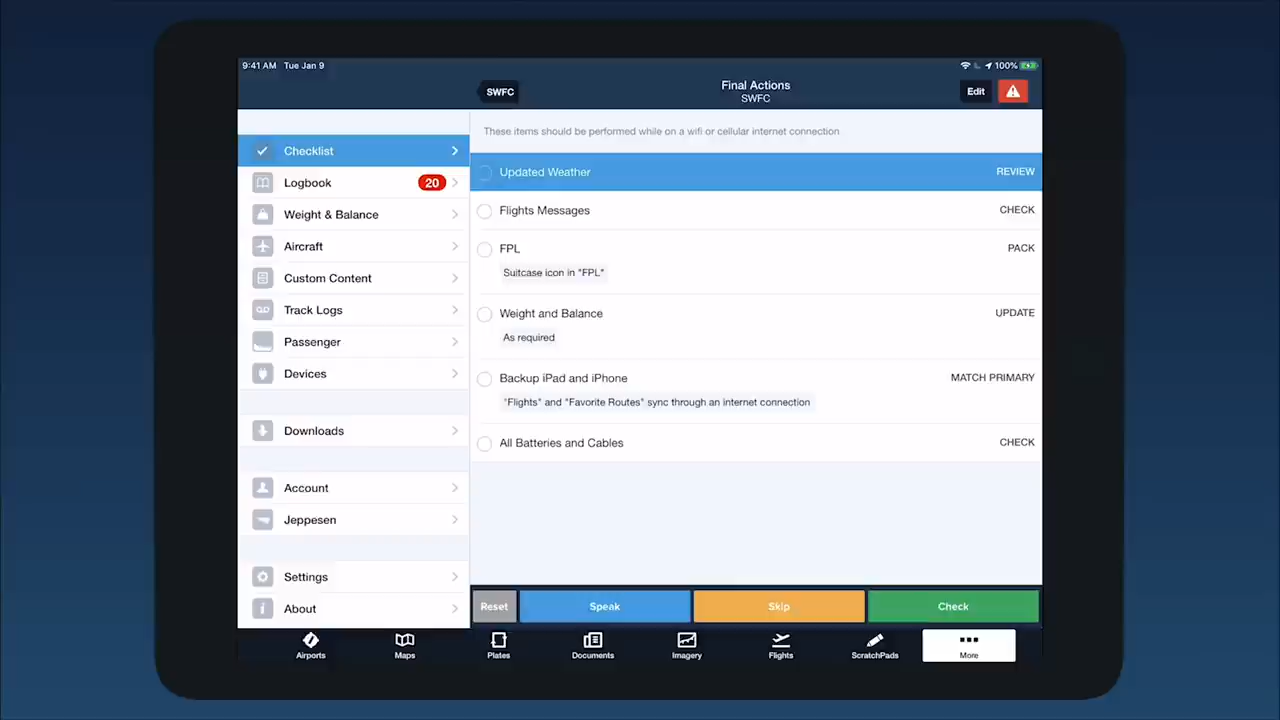 9:41 AM Tue Jan 9
100%
SWFC
Final Actions
SWFC
Edit
These items should be performed while on a wifi or cellular internet connection
Checklist
Logbook 20
Weight & Balance
Aircraft
Custom Content
Track Logs
Passenger
Devices
Downloads
Account
Jeppesen
Settings
About
Updated Weather REVIEW
Flights Messages CHECK
FPL PACK
Suitcase icon in "FPL"
Weight and Balance UPDATE
As required
Backup iPad and iPhone MATCH PRIMARY
"Flights" and "Favorite Routes" sync through an internet connection
All Batteries and Cables CHECK
Reset Speak Skip Check
Airports Maps Plates Documents Imagery Flights ScratchPads More